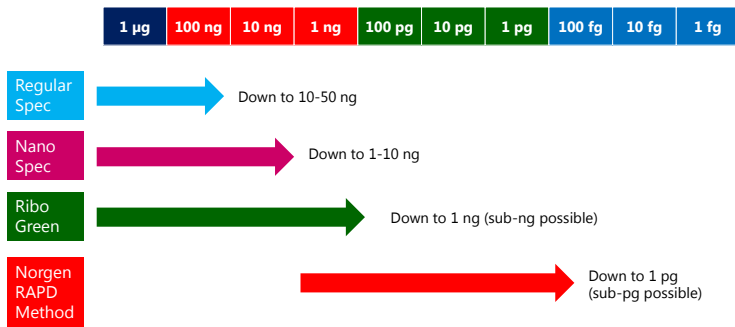 1 µg 100 ng 10 ng 1 ng 100 pg 10 pg 1 pg 100 fg 10 fg 1 fg
Regular
Spec
Down to 10-50 ng
Nano
Spec
Down to 1-10 ng
Ribo
Green
Down to 1 ng (sub-ng possible)
Norgen
RAPD
Method
Down to 1 pg
(sub-pg possible)